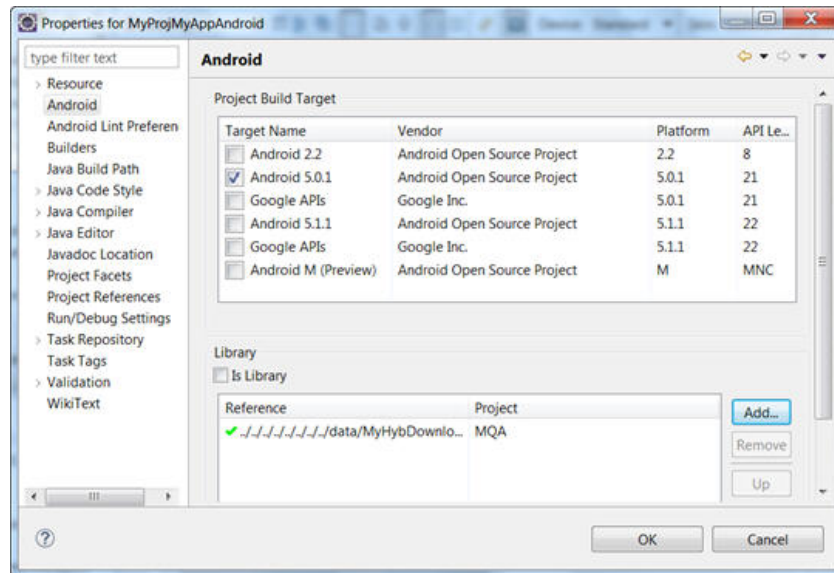 Properties for MyProjMyAppAndroid
type filter text
Resource
Android
Android Lint Preferen
Builders
Java Build Path
Java Code Style
Java Compiler
Java Editor
Javadoc Location
Project Facets
Project References
Run/Debug Settings
Task Repository
Task Tags
Validation
WikiText
Android
Project Build Target
Target Name Vendor Platform API Le...
Android 2.2 Android Open Source Project 2.2 8
Android 5.0.1 Android Open Source Project 5.0.1 21
Google APIs Google Inc. 5.0.1 21
Android 5.1.1 Android Open Source Project 5.1.1 22
Google APIs Google Inc. 5.1.1 22
Android M (Preview) Android Open Source Project M MNC
Library
Is Library
Reference Project
../../../../../../../../data/MyHybDownlo... MQA
Add...
Remove
Up
OK Cancel